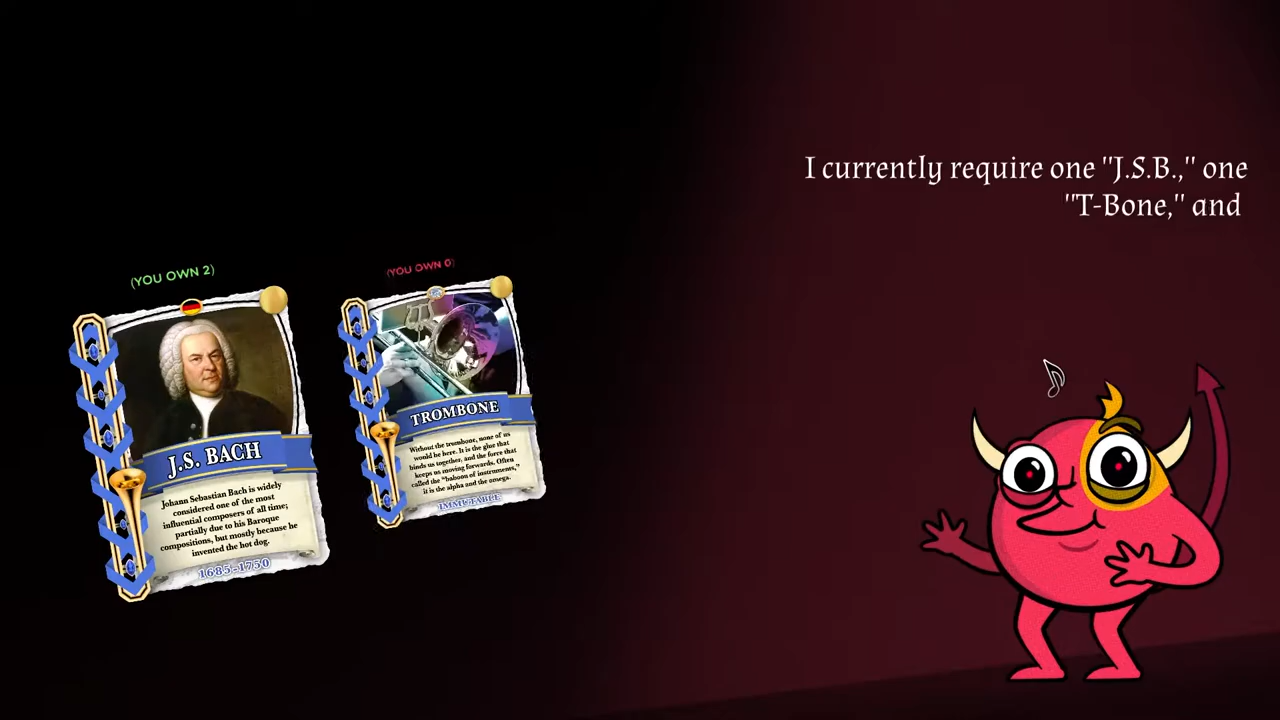 I currently require one "J.S.B.," one
"T-Bone," and
(YOU OWN 2)
J.S. BACH
Johann Sebastian Bach is widely
considered one of the most
influential composers of all time;
partially due to his Baroque
compositions, but mostly because he
invented the hot dog.
1685-1750
(YOU OWN 0)
TROMBONE
Without the trombone, none of us
would be here. It is the glue that
binds us together, and the force that
keeps us moving forwards. Often
called the "baboon of instruments,"
it is the alpha and the omega.
IMMUTABLE